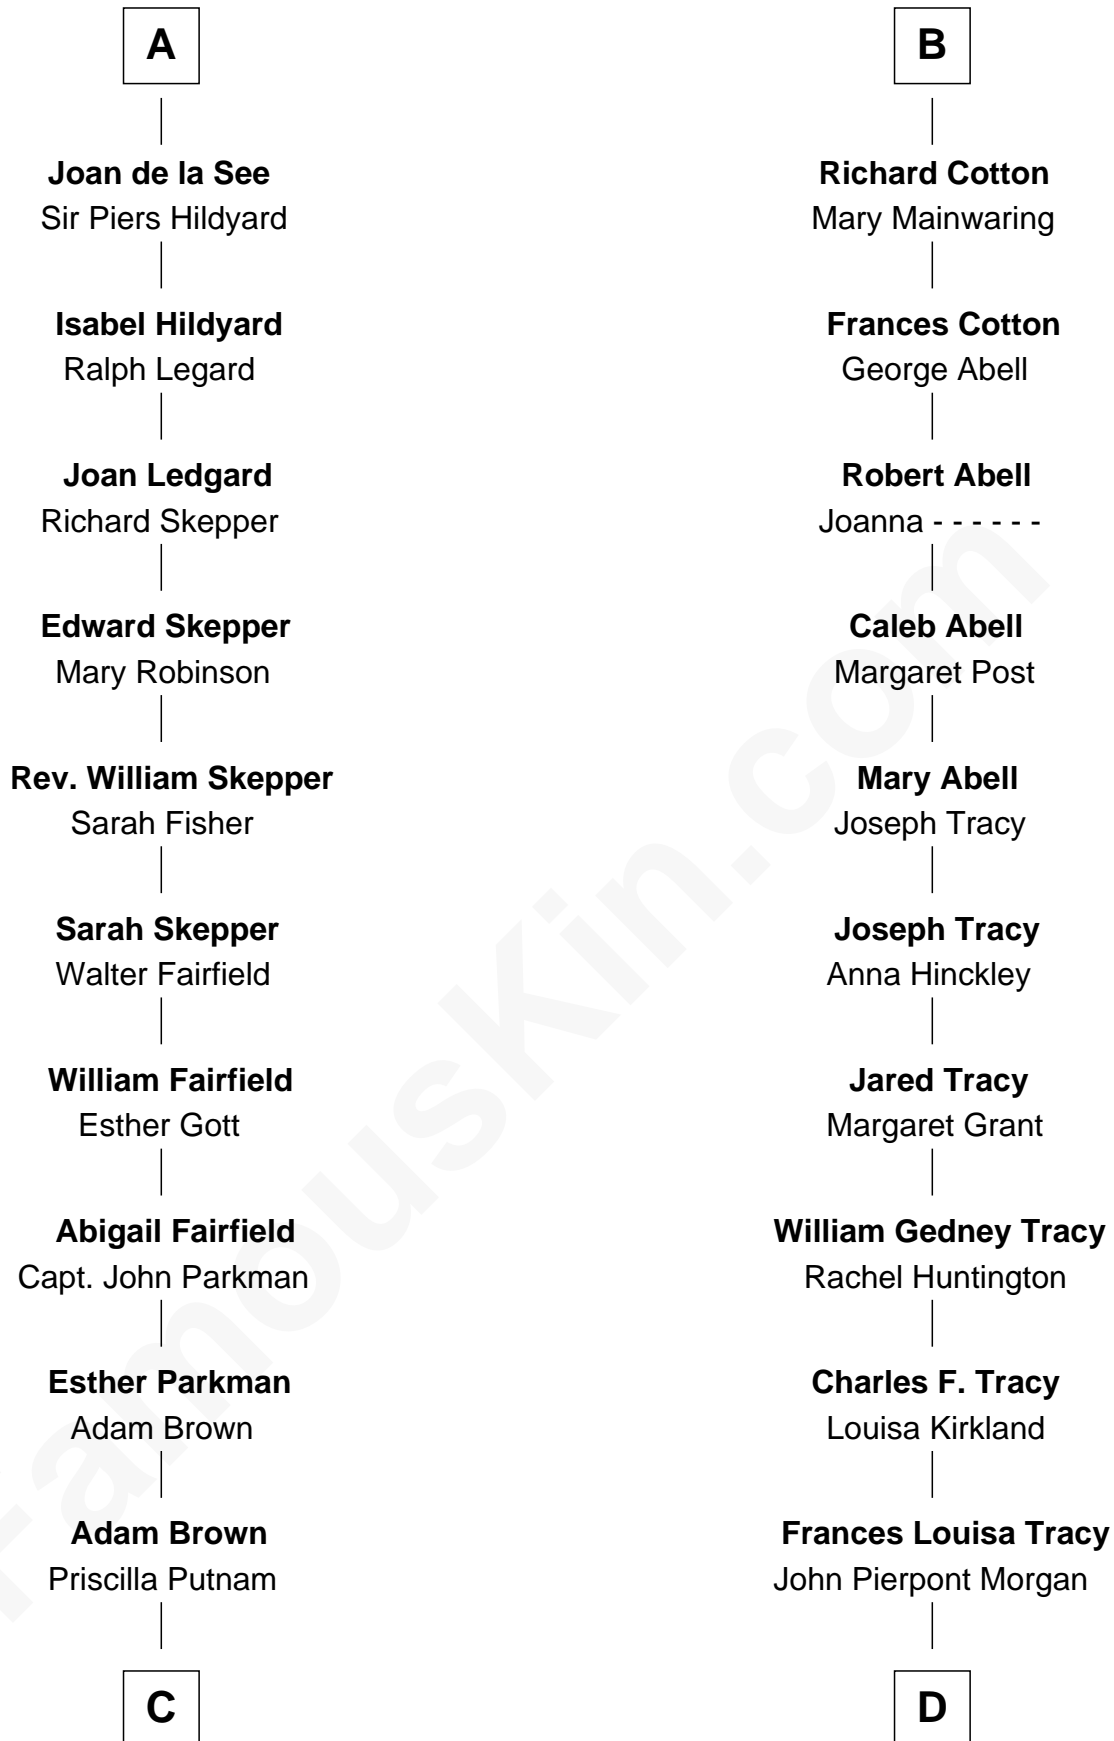 A
Joan de la See
Sir Piers Hildyard
Isabel Hildyard
Ralph Legard
Joan Ledgard
Richard Skepper
Edward Skepper
Mary Robinson
Rev. William Skepper
Sarah Fisher
Sarah Skepper
Walter Fairfield
William Fairfield
Esther Gott
Abigail Fairfield
Capt. John Parkman
Esther Parkman
Adam Brown
Adam Brown
Priscilla Putnam
C
B
Richard Cotton
Mary Mainwaring
Frances Cotton
George Abell
Robert Abell
Joanna - - - - - -
Caleb Abell
Margaret Post
Mary Abell
Joseph Tracy
Joseph Tracy
Anna Hinckley
Jared Tracy
Margaret Grant
William Gedney Tracy
Rachel Huntington
Charles F. Tracy
Louisa Kirkland
Frances Louisa Tracy
John Pierpont Morgan
D
FamousKin.com